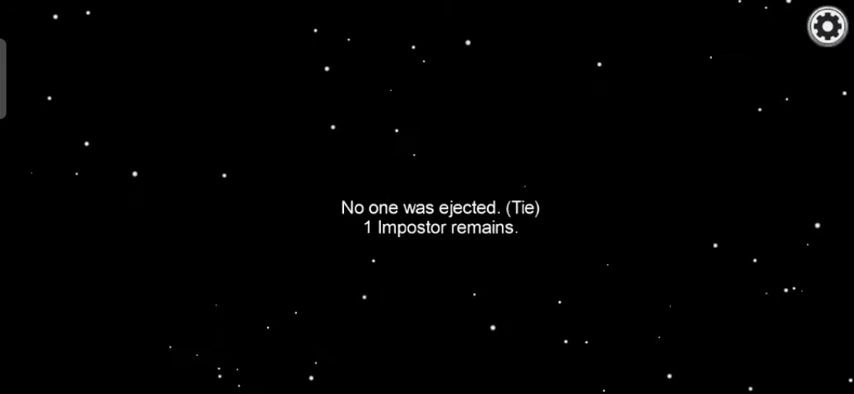 No one was ejected. (Tie)
1 Impostor remains.